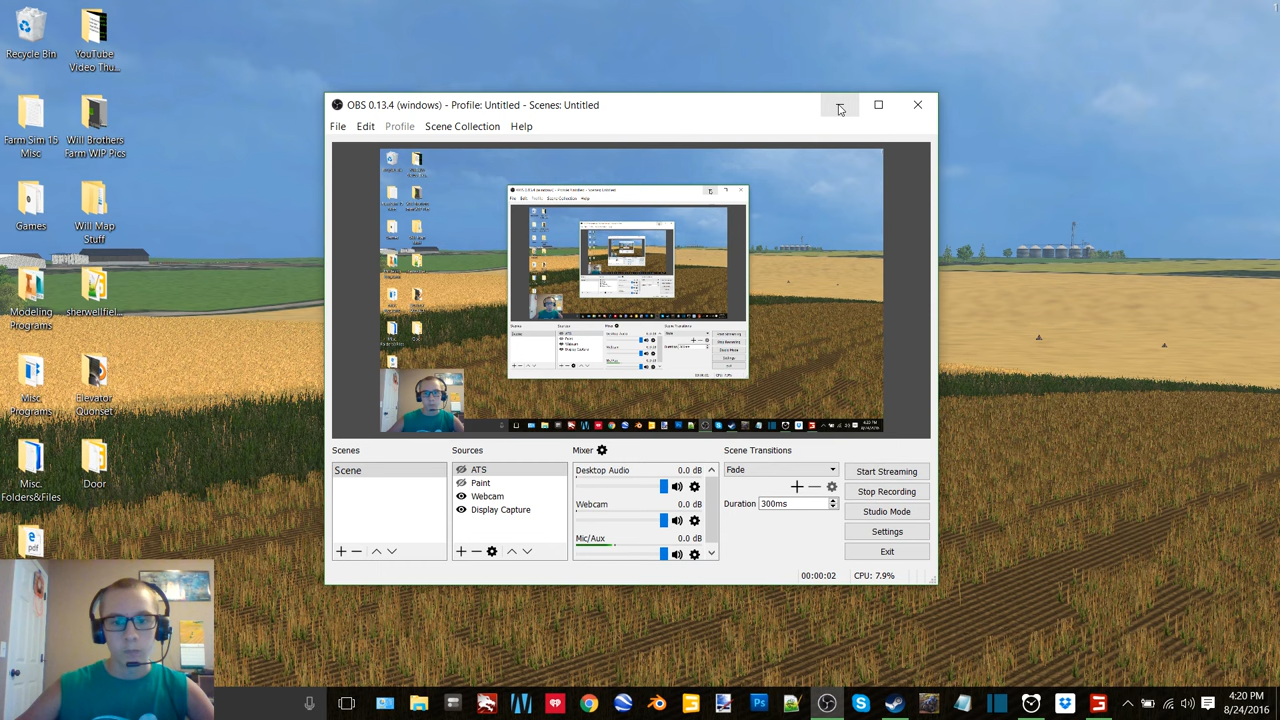 1
Recycle Bin
YouTube
Video Thu...
Farm Sim 15
Misc
Will Brothers
Farm WIP Pics
Games
Will Map
Stuff
Modeling
Programs
sherwellfiel...
Misc.
Programs
Elevator
Quonset
Misc.
Folders&Files
Door
pdf
OBS 0.13.4 (windows) - Profile: Untitled - Scenes: Untitled
File Edit Profile Scene Collection Help
Scenes
Scene
Sources
ATS
Paint
Webcam
Display Capture
Mixer
Desktop Audio 0.0 dB
Webcam 0.0 dB
Mic/Aux 0.0 dB
Scene Transitions
Fade
Duration 300ms
Start Streaming
Stop Recording
Studio Mode
Settings
Exit
00:00:02 CPU: 7.9%
Ps
4:20 PM
8/24/2016